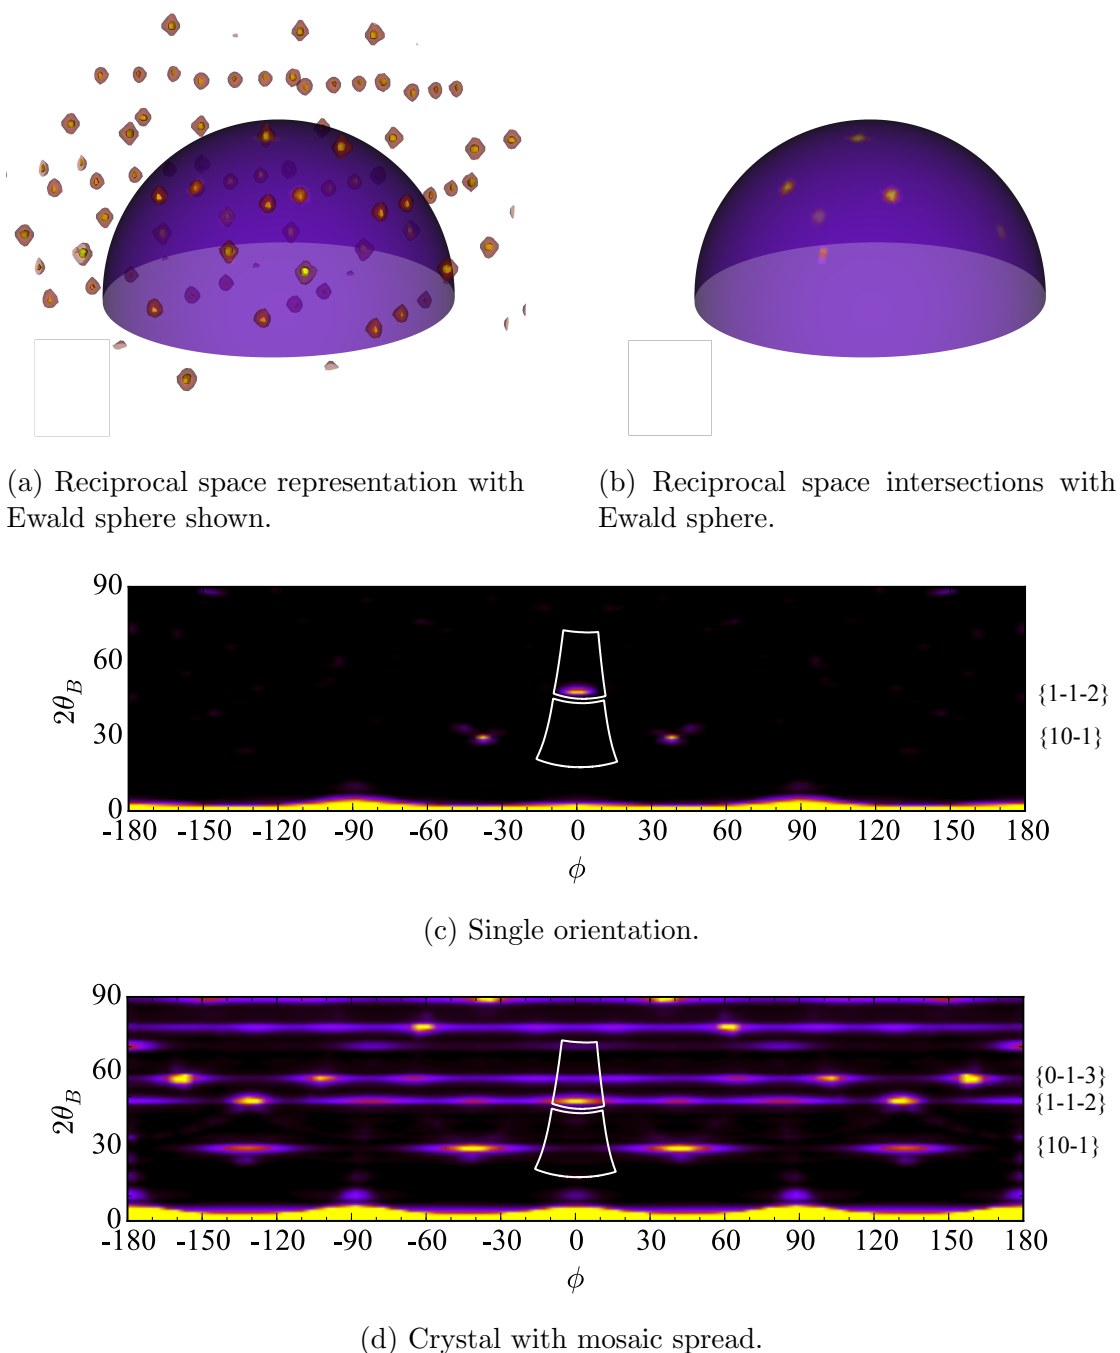 (a) Reciprocal space representation with
Ewald sphere shown.
(b) Reciprocal space intersections with
Ewald sphere.
90
60
30
0
2θ_B
{1-1-2}
{10-1}
-180 -150 -120 -90 -60 -30 0 30 60 90 120 150 180
ϕ
(c) Single orientation.
90
60
30
0
2θ_B
{0-1-3}
{1-1-2}
{10-1}
-180 -150 -120 -90 -60 -30 0 30 60 90 120 150 180
ϕ
(d) Crystal with mosaic spread.